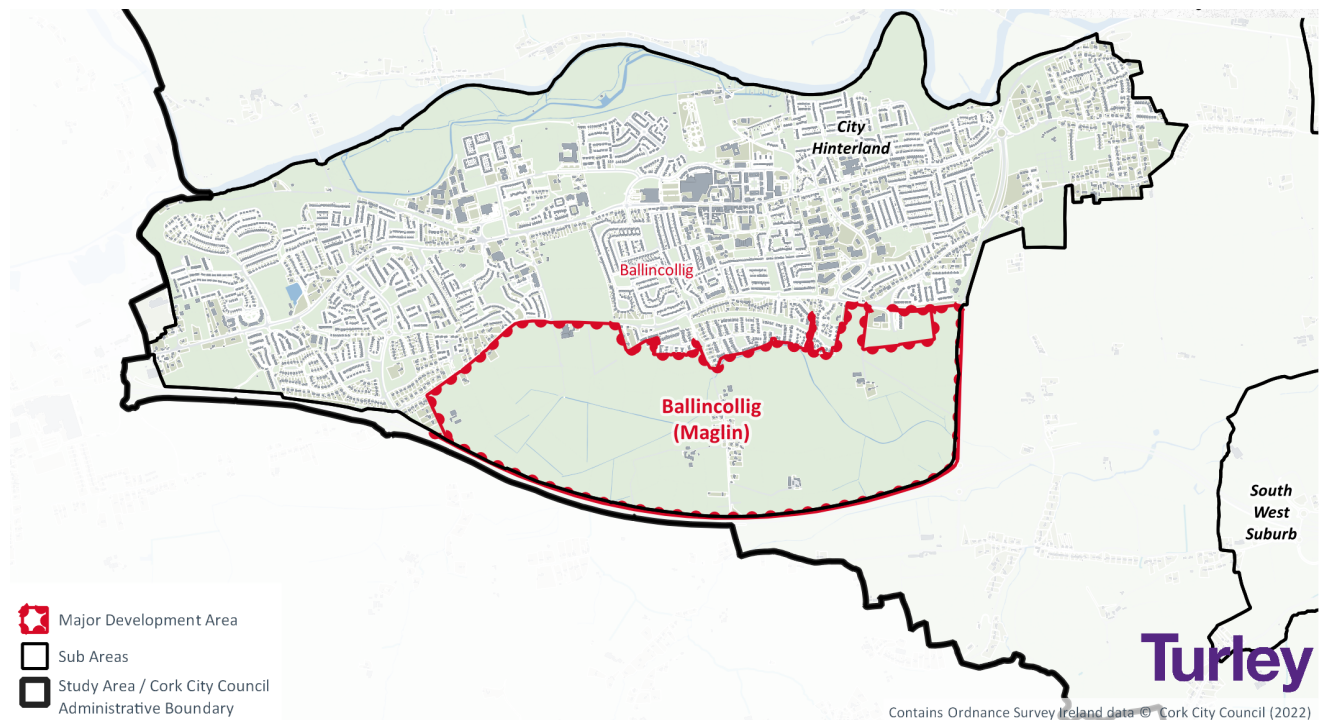 City
Hinterland
Ballincollig
Ballincollig
(Maglin)
South
West
Suburb
Major Development Area
Sub Areas
Study Area / Cork City Council
Administrative Boundary
Turley
Contains Ordnance Survey Ireland data © Cork City Council (2022)